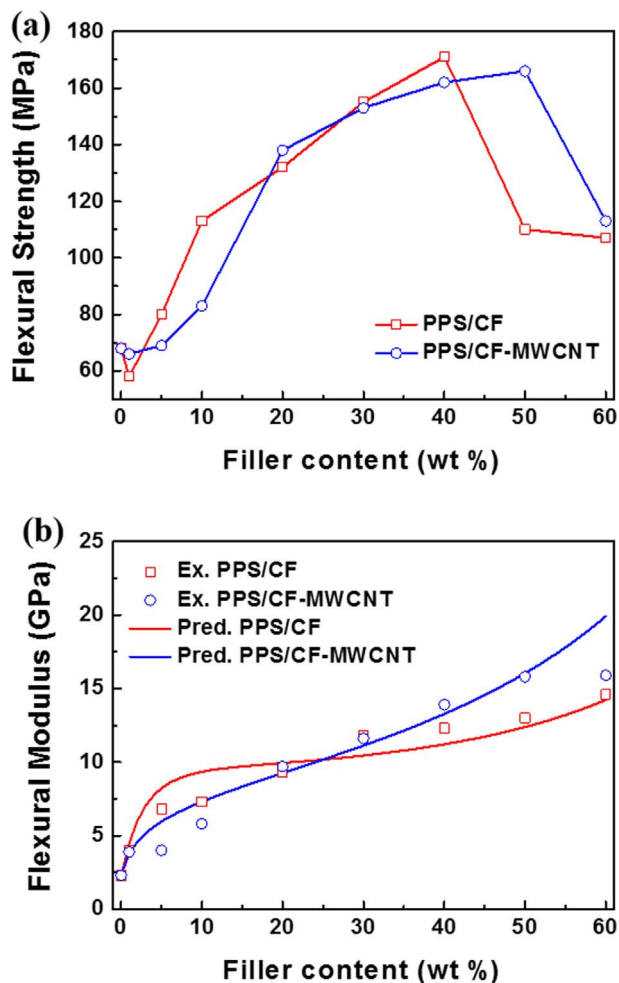 (a)
180
160
140
120
100
80
60
Flexural Strength (MPa)
PPS/CF
PPS/CF-MWCNT
0 10 20 30 40 50 60
Filler content (wt %)
(b)
25
20
15
10
5
0
Flexural Modulus (GPa)
Ex. PPS/CF
Ex. PPS/CF-MWCNT
Pred. PPS/CF
Pred. PPS/CF-MWCNT
0 10 20 30 40 50 60
Filler content (wt %)